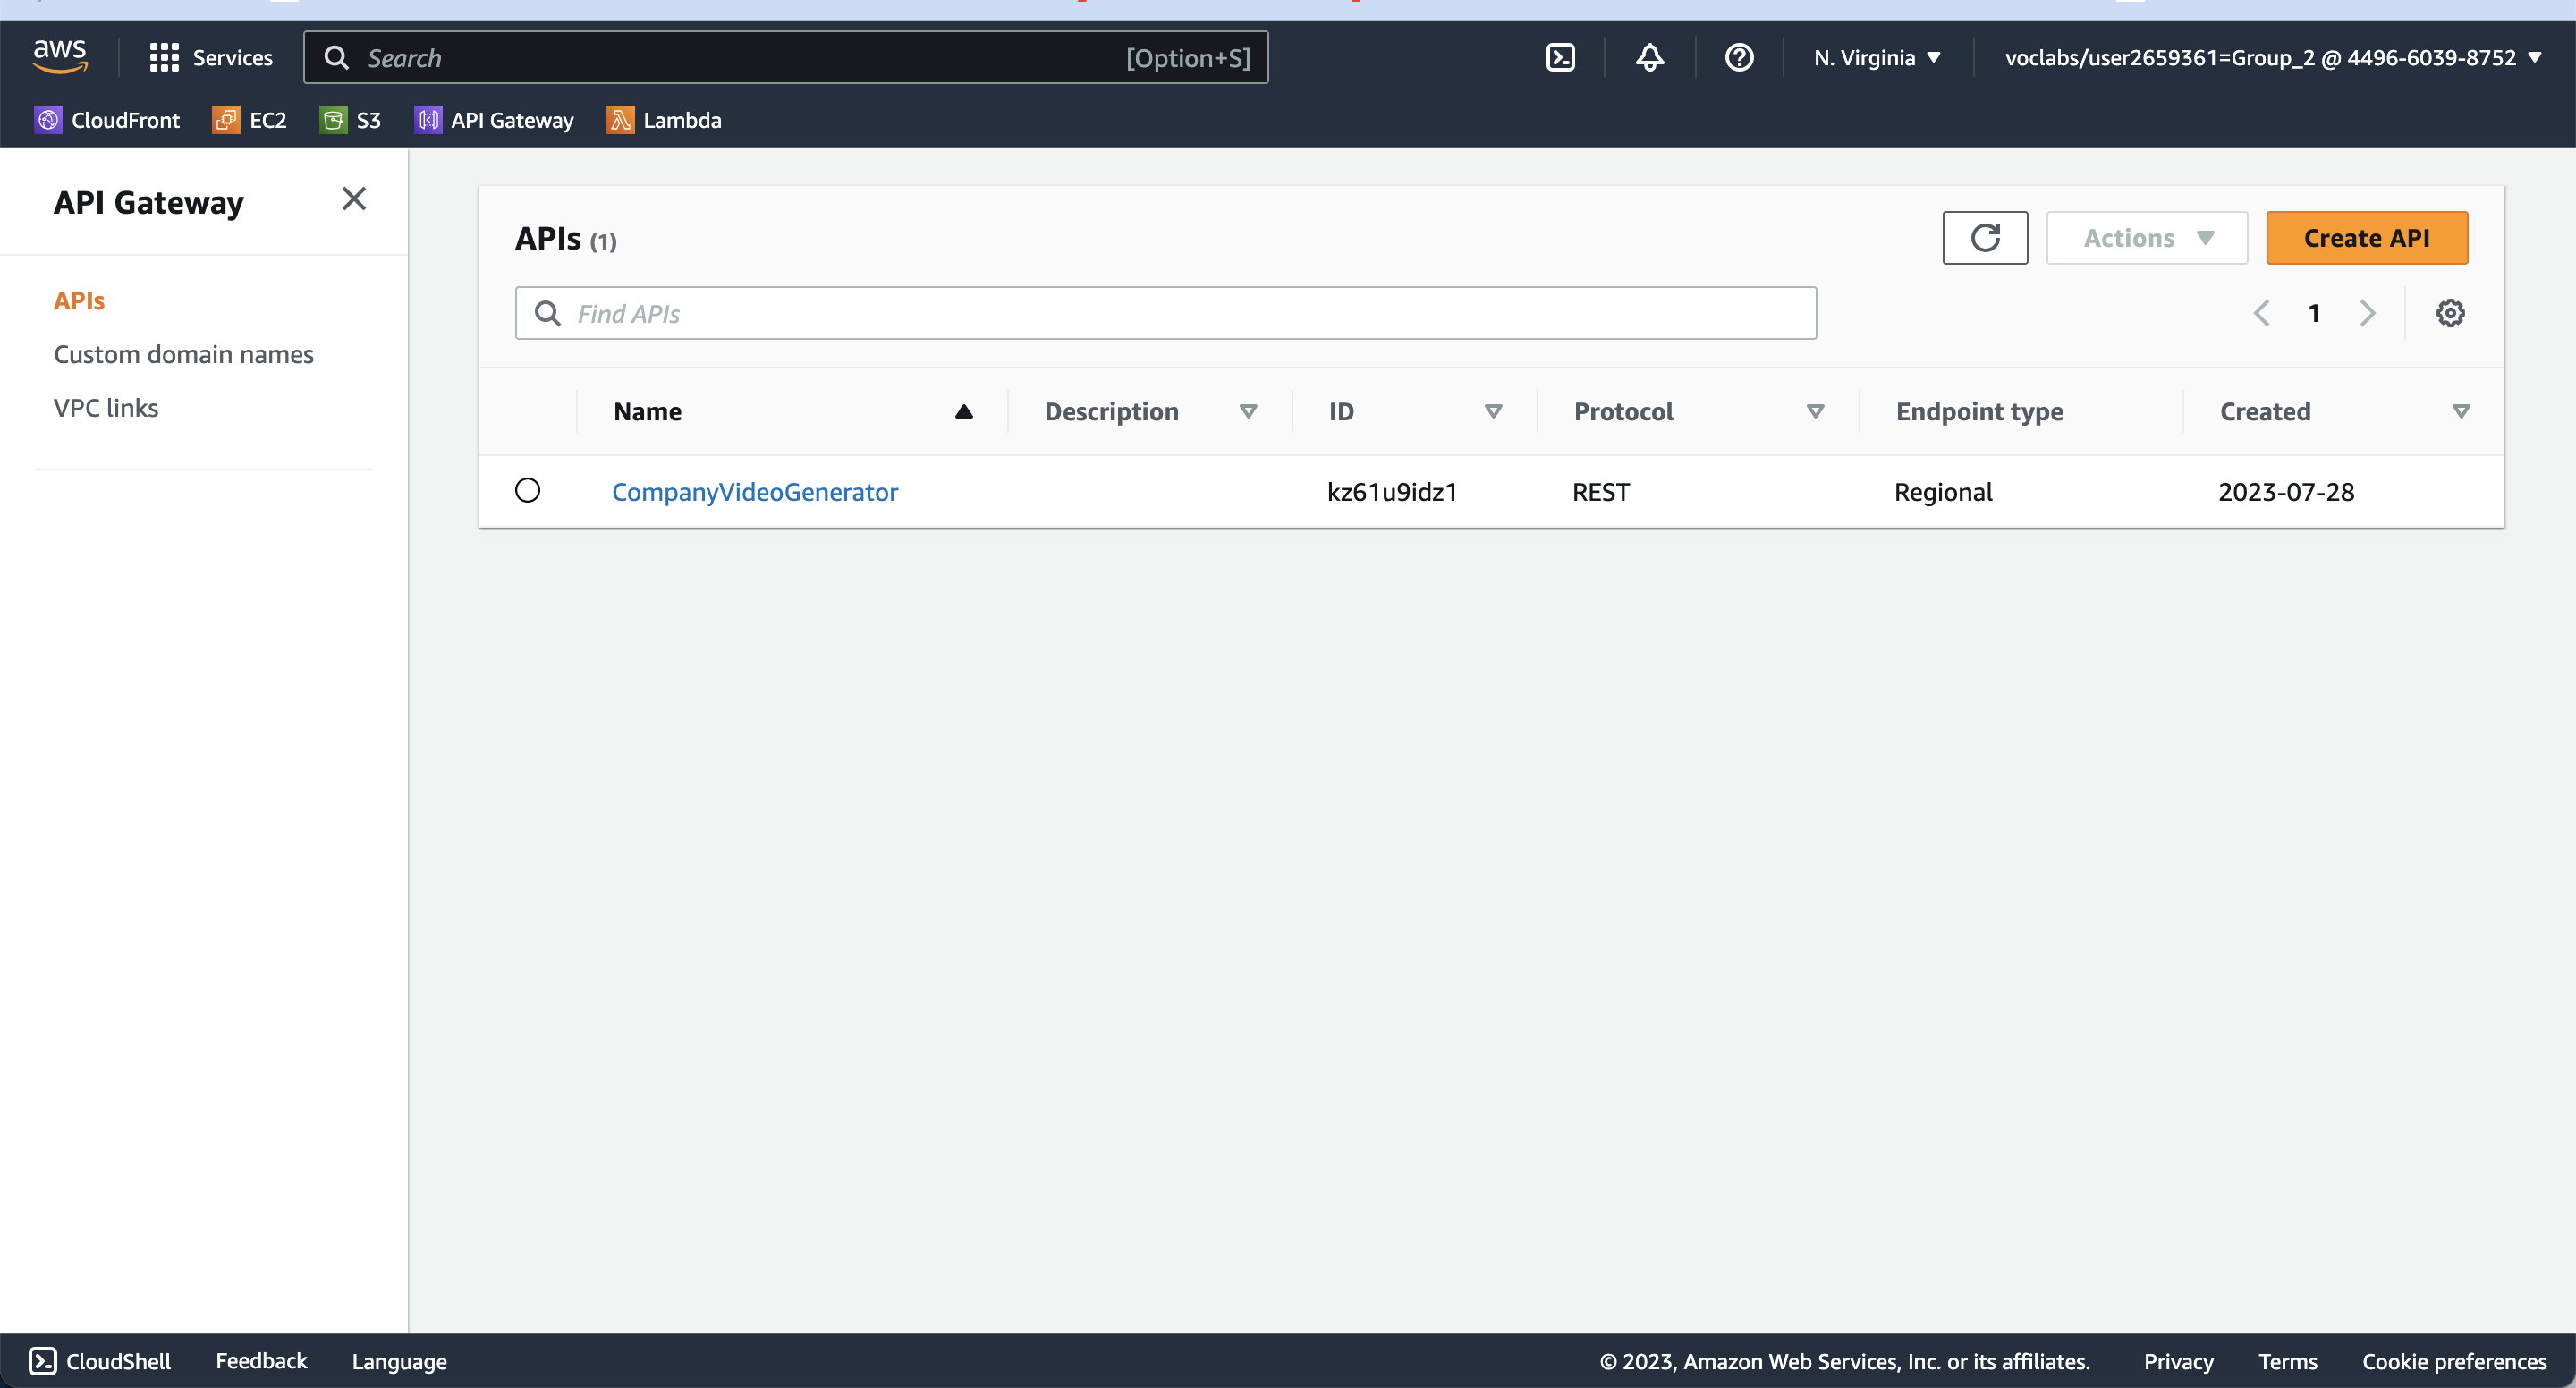 aws Services Search [Option+S] N. Virginia voclabs/user2659361=Group_2 @ 4496-6039-8752
CloudFront EC2 S3 API Gateway Lambda
API Gateway
APIs
Custom domain names
VPC links
APIs (1) Actions Create API
Find APIs 1
Name Description ID Protocol Endpoint type Created
CompanyVideoGenerator kz61u9idz1 REST Regional 2023-07-28
CloudShell Feedback Language © 2023, Amazon Web Services, Inc. or its affiliates. Privacy Terms Cookie preferences